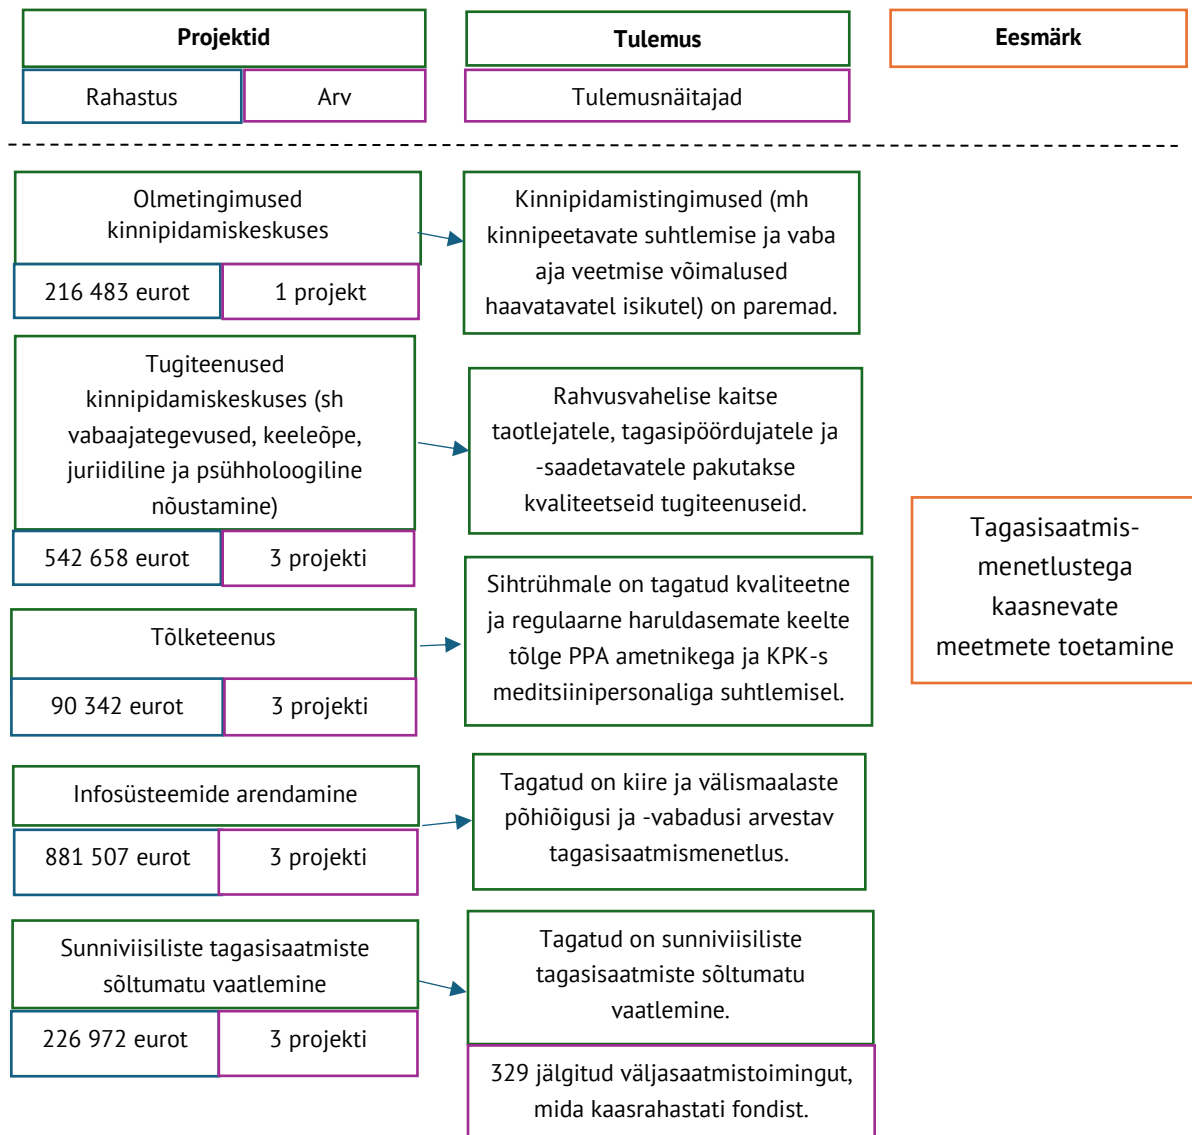 Projektid
Tulemus
Eesmärk
Rahastus
Arv
Tulemusnäitajad
Olmetingimused
kinnipidamiskeskuses
216 483 eurot
1 projekt
Kinnipidamistingimused (mh
kinnipeetavate suhtlemise ja vaba
aja veetmise võimalused
haavatavatel isikutel) on paremad.
Tugiteenused
kinnipidamiskeskuses (sh
vabaajategevused, keeleõpe,
juriidiline ja psühholoogiline
nõustamine)
542 658 eurot
3 projekti
Rahvusvahelise kaitse
taotlejatele, tagasipöördujatele ja
-saadetavatele pakutakse
kvaliteetseid tugiteenuseid.
Tõlketeenus
90 342 eurot
3 projekti
Sihtrühmale on tagatud kvaliteetne
ja regulaarne haruldasemate keelte
tõlge PPA ametnikega ja KPK-s
meditsiinipersonaliga suhtlemisel.
Infosüsteemide arendamine
881 507 eurot
3 projekti
Tagatud on kiire ja välismaalaste
põhiõigusi ja -vabadusi arvestav
tagasisaatmismenetlus.
Sunniviisiliste tagasisaatmiste
sõltumatu vaatlemine
226 972 eurot
3 projekti
Tagatud on sunniviisiliste
tagasisaatmiste sõltumatu
vaatlemine.
329 jälgitud väljasaatmistoimingut,
mida kaasrahastati fondist.
Tagasisaatmis-
menetlustega
kaasnevate
meetmete toetamine